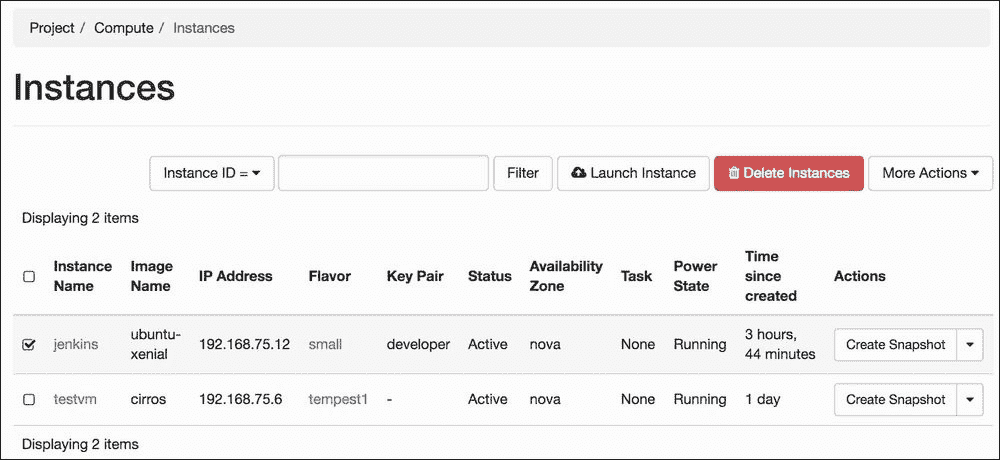 Project / Compute / Instances
Instances
Instance ID = Filter Launch Instance Delete Instances More Actions
Displaying 2 items
Instance Name Image Name IP Address Flavor Key Pair Status Availability Zone Task Power State Time since created Actions
jenkins ubuntu-xenial 192.168.75.12 small developer Active nova None Running 3 hours, 44 minutes Create Snapshot
testvm cirros 192.168.75.6 tempest1 - Active nova None Running 1 day Create Snapshot
Displaying 2 items